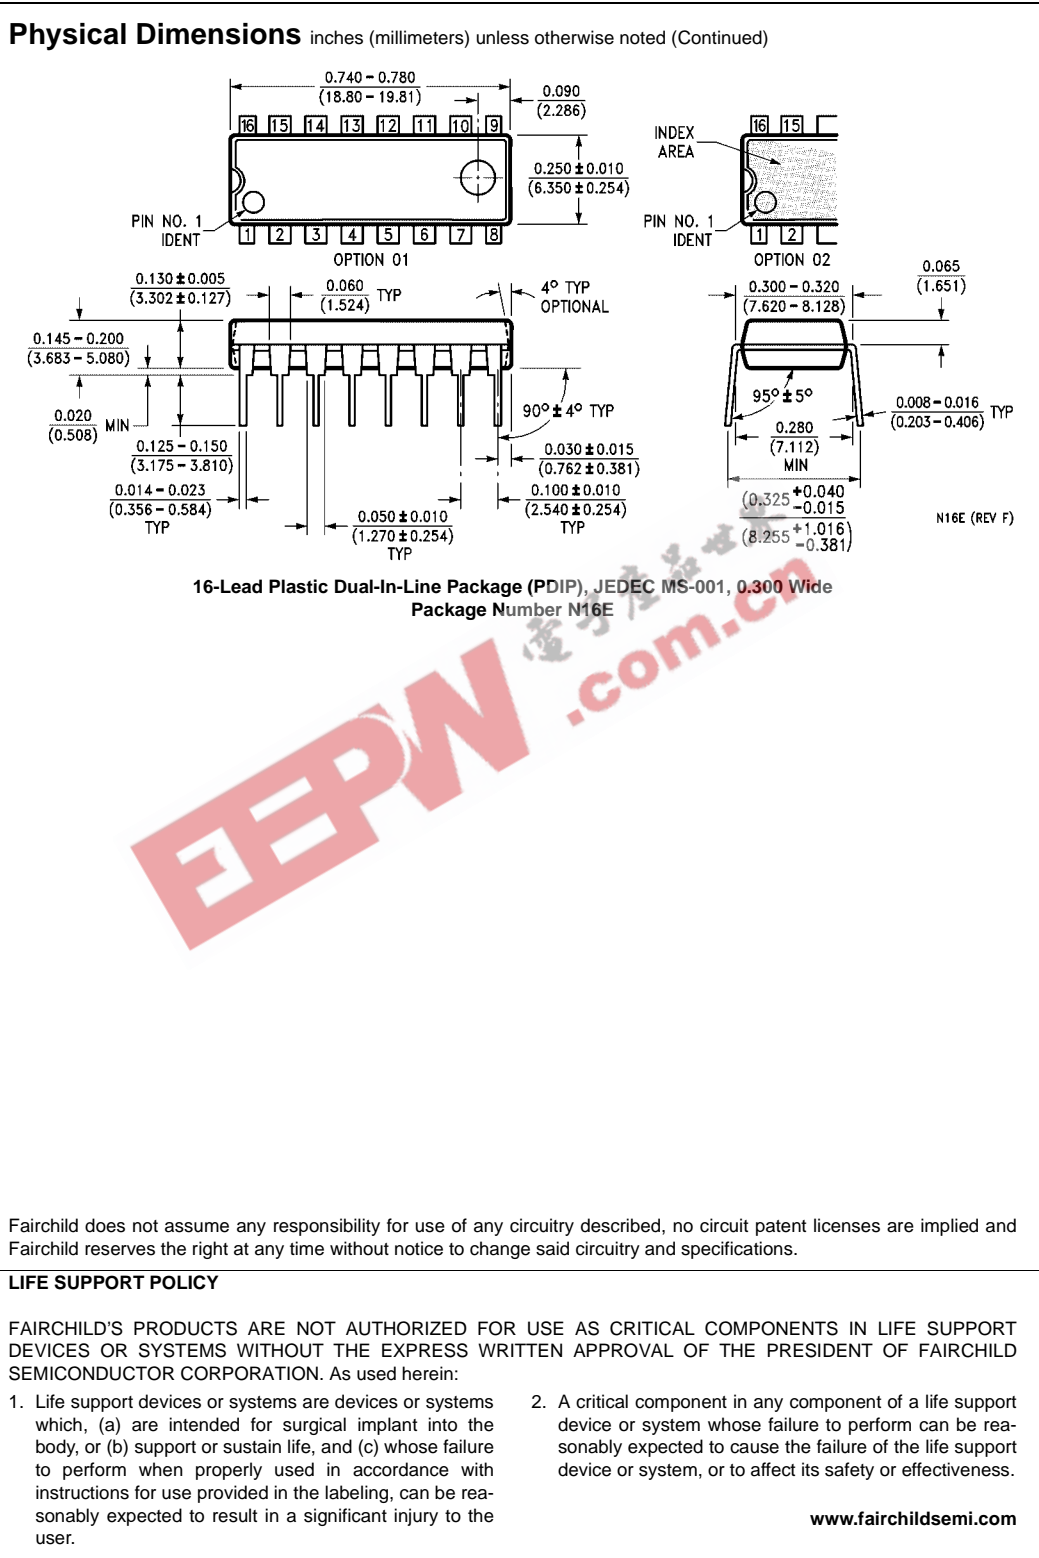 Physical Dimensions inches (millimeters) unless otherwise noted (Continued)
0.740 – 0.780
(18.80 – 19.81)
0.090
(2.286)
16 15 14 13 12 11 10 9
0.250 ± 0.010
(6.350 ± 0.254)
PIN NO. 1
IDENT
1 2 3 4 5 6 7 8
OPTION 01
INDEX
AREA
16 15
PIN NO. 1
IDENT
1 2
OPTION 02
0.130 ± 0.005
(3.302 ± 0.127)
0.060
(1.524)
TYP
4° TYP
OPTIONAL
0.300 – 0.320
(7.620 – 8.128)
0.065
(1.651)
0.145 – 0.200
(3.683 – 5.080)
0.020
(0.508)
MIN
90° ± 4° TYP
95° ± 5°
0.008 – 0.016
(0.203 – 0.406)
TYP
0.125 – 0.150
(3.175 – 3.810)
0.030 ± 0.015
(0.762 ± 0.381)
0.280
(7.112)
MIN
0.014 – 0.023
(0.356 – 0.584)
TYP
0.050 ± 0.010
(1.270 ± 0.254)
TYP
0.100 ± 0.010
(2.540 ± 0.254)
TYP
(0.325 +0.040
–0.015
(8.255 +1.016
–0.381)
N16E (REV F)
16-Lead Plastic Dual-In-Line Package (PDIP), JEDEC MS-001, 0.300 Wide
Package Number N16E
電子産品世界
EEPW.com.cn
Fairchild does not assume any responsibility for use of any circuitry described, no circuit patent licenses are implied and
Fairchild reserves the right at any time without notice to change said circuitry and specifications.
LIFE SUPPORT POLICY
FAIRCHILD'S PRODUCTS ARE NOT AUTHORIZED FOR USE AS CRITICAL COMPONENTS IN LIFE SUPPORT
DEVICES OR SYSTEMS WITHOUT THE EXPRESS WRITTEN APPROVAL OF THE PRESIDENT OF FAIRCHILD
SEMICONDUCTOR CORPORATION. As used herein:
1. Life support devices or systems are devices or systems
which, (a) are intended for surgical implant into the
body, or (b) support or sustain life, and (c) whose failure
to perform when properly used in accordance with
instructions for use provided in the labeling, can be rea-
sonably expected to result in a significant injury to the
user.
2. A critical component in any component of a life support
device or system whose failure to perform can be rea-
sonably expected to cause the failure of the life support
device or system, or to affect its safety or effectiveness.
www.fairchildsemi.com